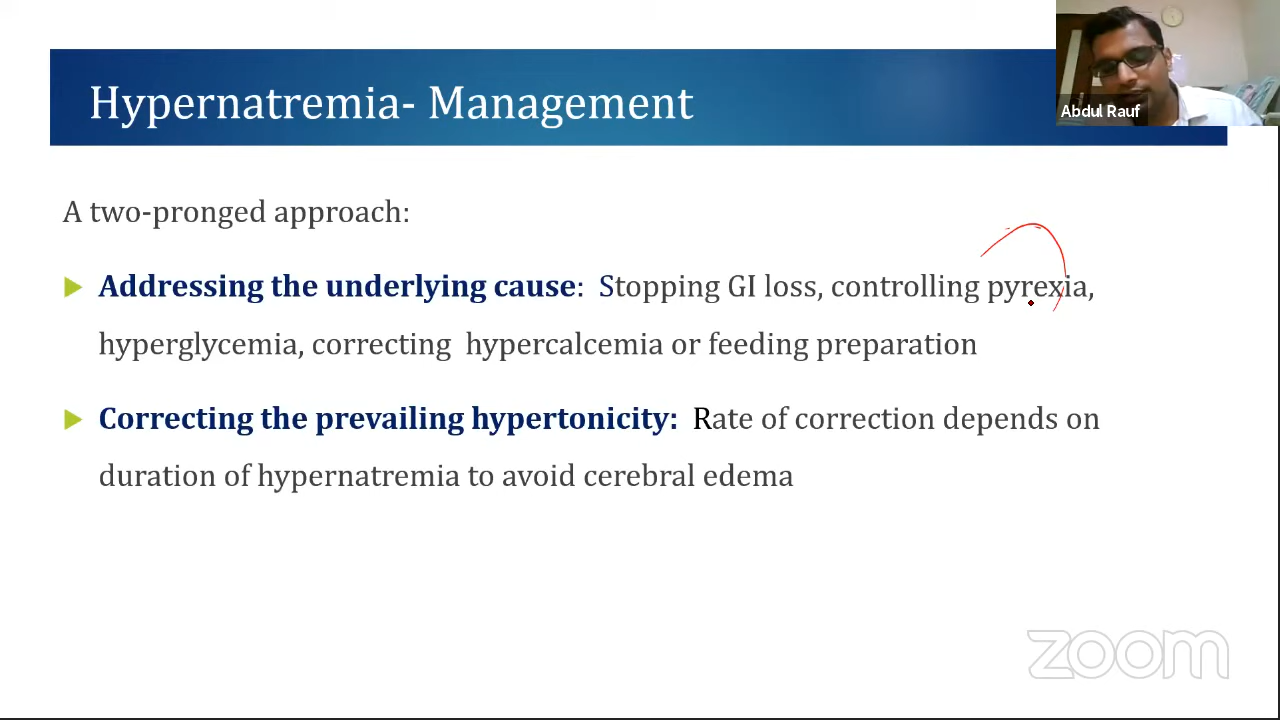 Hypernatremia- Management
Abdul Rauf
A two-pronged approach:
Addressing the underlying cause:  Stopping GI loss, controlling pyrexia,
hyperglycemia, correcting  hypercalcemia or feeding preparation
Correcting the prevailing hypertonicity:  Rate of correction depends on
duration of hypernatremia to avoid cerebral edema
zoom